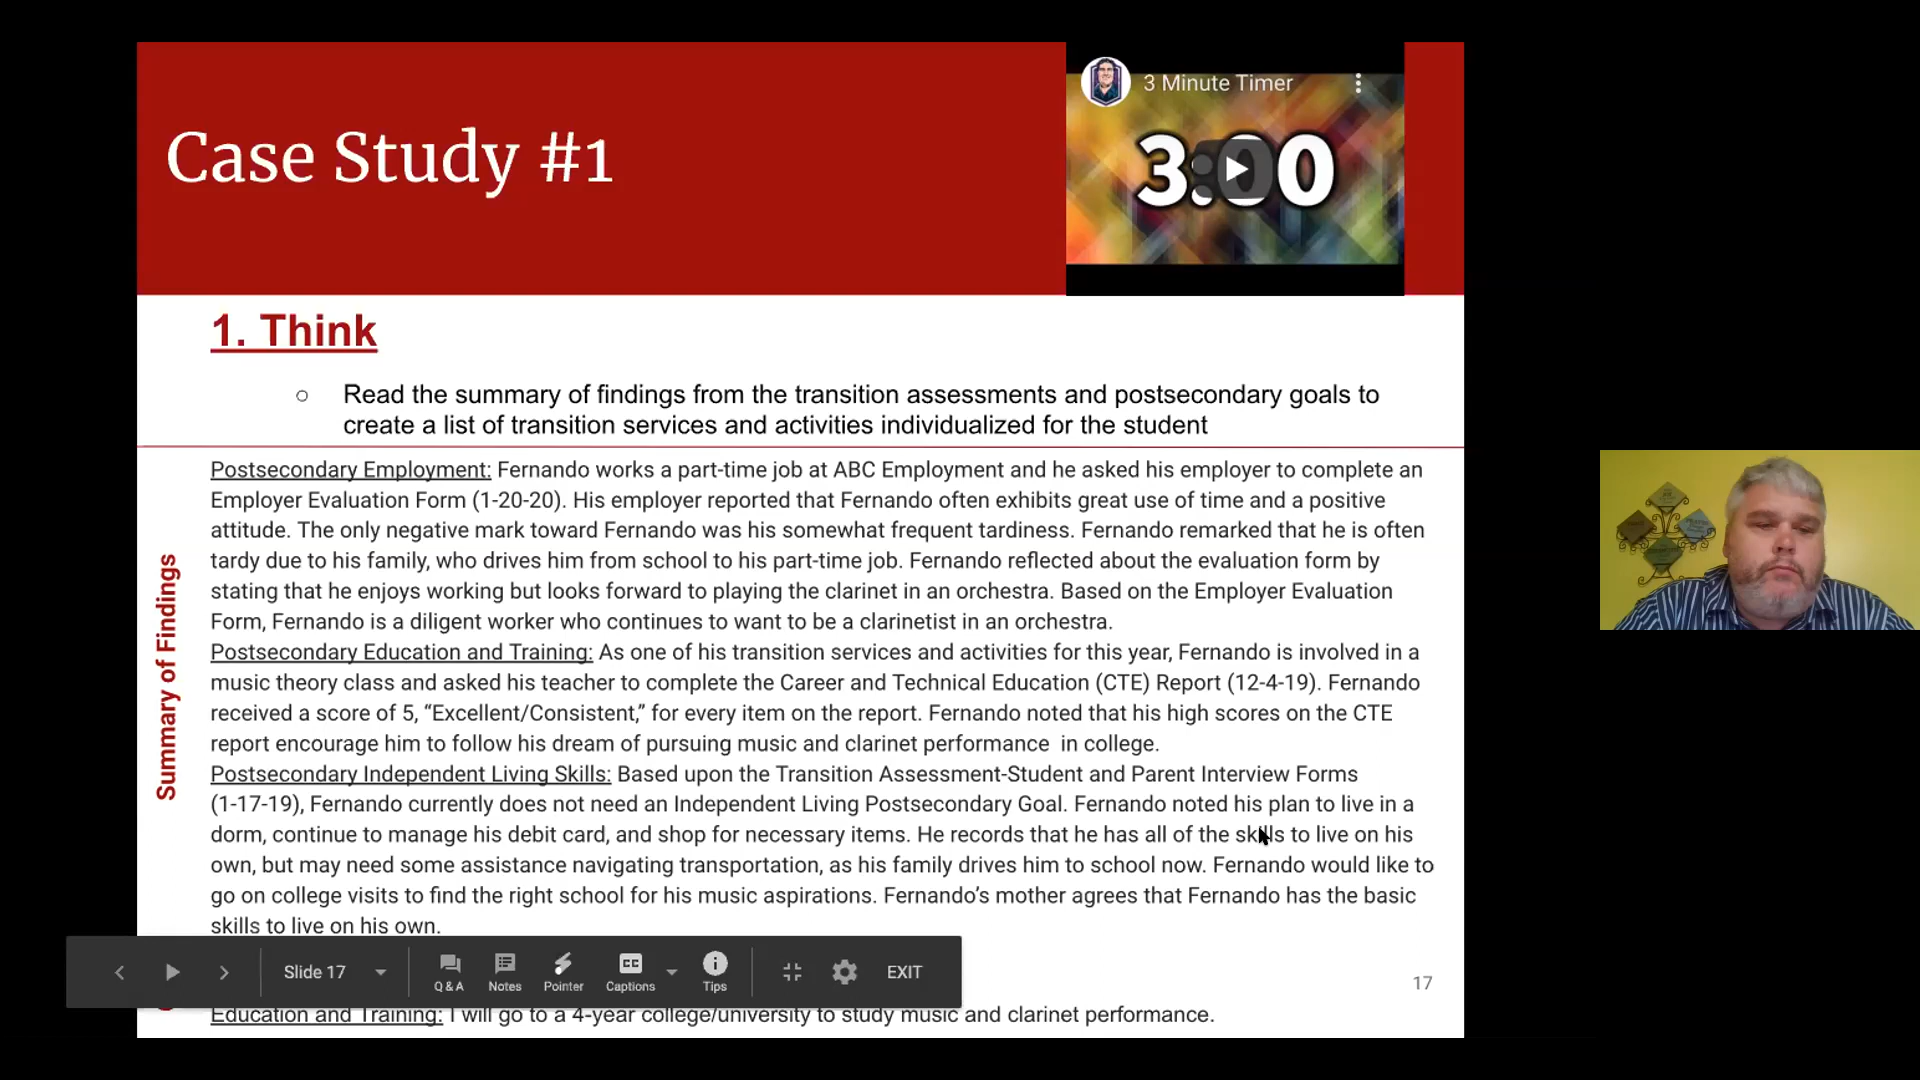 Case Study #1
3 Minute Timer
3:00
1. Think
○ Read the summary of findings from the transition assessments and postsecondary goals to
create a list of transition services and activities individualized for the student
Summary of Findings
Postsecondary Employment: Fernando works a part-time job at ABC Employment and he asked his employer to complete an
Employer Evaluation Form (1-20-20). His employer reported that Fernando often exhibits great use of time and a positive
attitude. The only negative mark toward Fernando was his somewhat frequent tardiness. Fernando remarked that he is often
tardy due to his family, who drives him from school to his part-time job. Fernando reflected about the evaluation form by
stating that he enjoys working but looks forward to playing the clarinet in an orchestra. Based on the Employer Evaluation
Form, Fernando is a diligent worker who continues to want to be a clarinetist in an orchestra.
Postsecondary Education and Training: As one of his transition services and activities for this year, Fernando is involved in a
music theory class and asked his teacher to complete the Career and Technical Education (CTE) Report (12-4-19). Fernando
received a score of 5, “Excellent/Consistent,” for every item on the report. Fernando noted that his high scores on the CTE
report encourage him to follow his dream of pursuing music and clarinet performance  in college.
Postsecondary Independent Living Skills: Based upon the Transition Assessment-Student and Parent Interview Forms
(1-17-19), Fernando currently does not need an Independent Living Postsecondary Goal. Fernando noted his plan to live in a
dorm, continue to manage his debit card, and shop for necessary items. He records that he has all of the skills to live on his
own, but may need some assistance navigating transportation, as his family drives him to school now. Fernando would like to
go on college visits to find the right school for his music aspirations. Fernando’s mother agrees that Fernando has the basic
skills to live on his own.
Slide 17
Q & A
Notes
Pointer
CC
Captions
Tips
EXIT
17
Education and Training: I will go to a 4-year college/university to study music and clarinet performance.